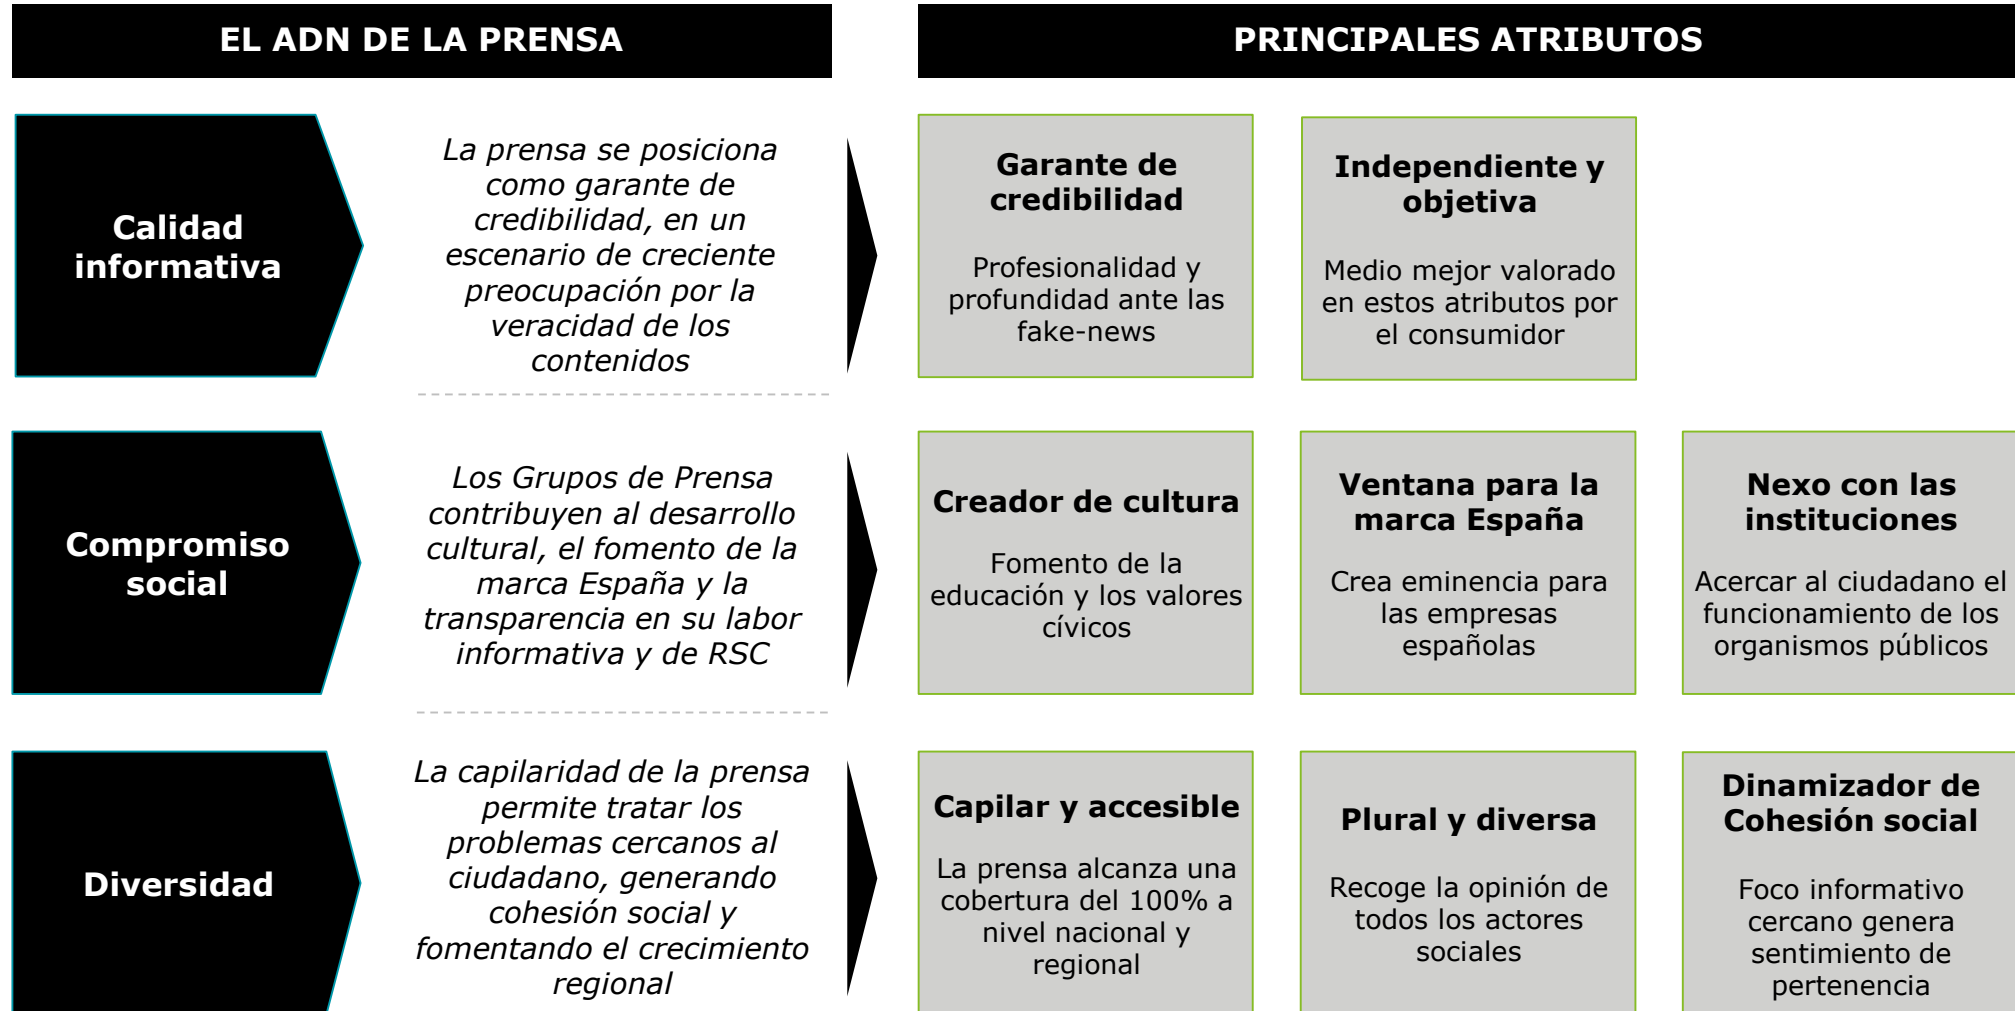 EL ADN DE LA PRENSA
PRINCIPALES ATRIBUTOS
Calidad
informativa
La prensa se posiciona
como garante de
credibilidad, en un
escenario de creciente
preocupación por la
veracidad de los
contenidos
Garante de
credibilidad
Profesionalidad y
profundidad ante las
fake-news
Independiente y
objetiva
Medio mejor valorado
en estos atributos por
el consumidor
Compromiso
social
Los Grupos de Prensa
contribuyen al desarrollo
cultural, el fomento de la
marca España y la
transparencia en su labor
informativa y de RSC
Creador de cultura
Fomento de la
educación y los valores
cívicos
Ventana para la
marca España
Crea eminencia para
las empresas
españolas
Nexo con las
instituciones
Acercar al ciudadano el
funcionamiento de los
organismos públicos
Diversidad
La capilaridad de la prensa
permite tratar los
problemas cercanos al
ciudadano, generando
cohesión social y
fomentando el crecimiento
regional
Capilar y accesible
La prensa alcanza una
cobertura del 100% a
nivel nacional y
regional
Plural y diversa
Recoge la opinión de
todos los actores
sociales
Dinamizador de
Cohesión social
Foco informativo
cercano genera
sentimiento de
pertenencia